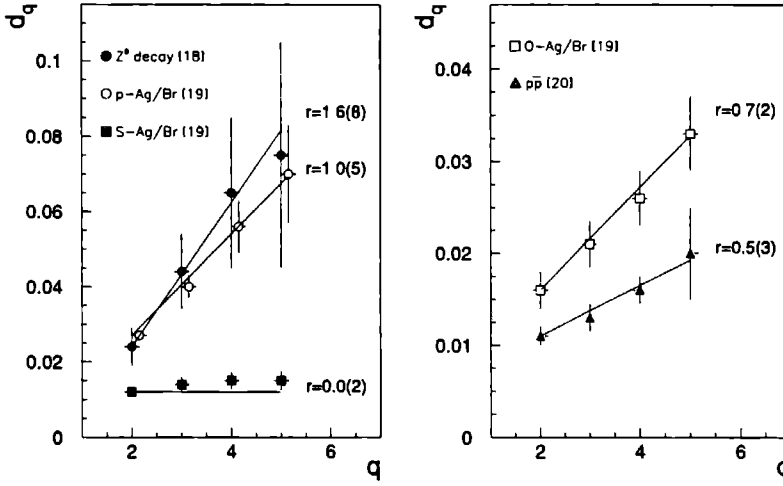 d_q
0.1
0.08
0.06
0.04
0.02
0
2
4
6
q
Z° decay [18]
p-Ag/Br [19]
S-Ag/Br [19]
r=1 6(8)
r=1 0(5)
r=0.0(2)
d_q
0.04
0.03
0.02
0.01
0
2
4
6
q
O-Ag/Br [19]
pp̅ [20]
r=0 7(2)
r=0.5(3)